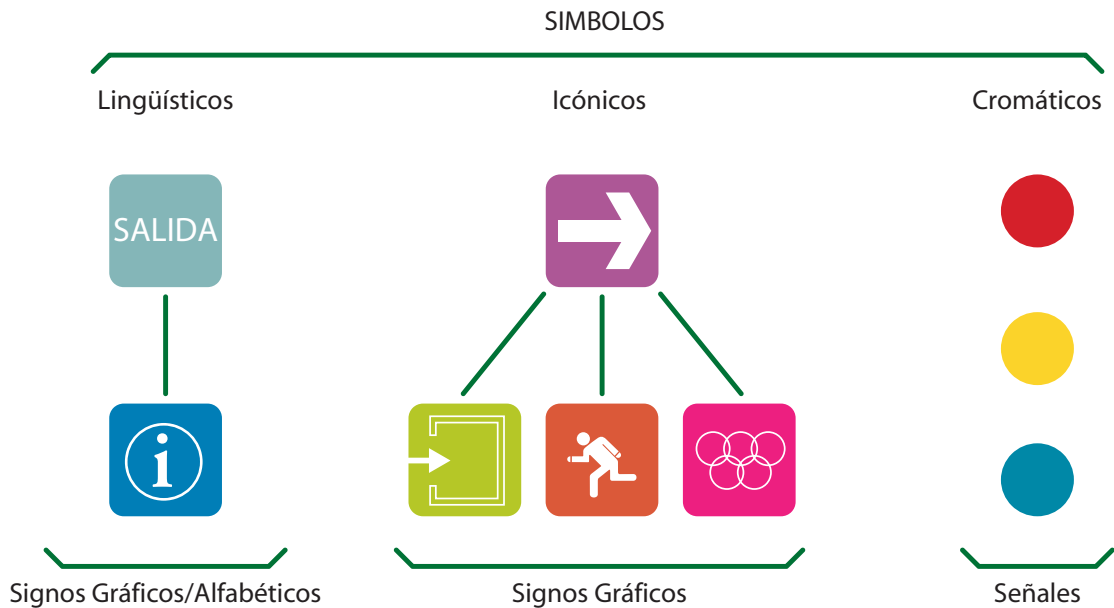 SIMBOLOS
Lingüísticos
Icónicos
Cromáticos
SALIDA
i
Signos Gráficos/Alfabéticos
Signos Gráficos
Señales